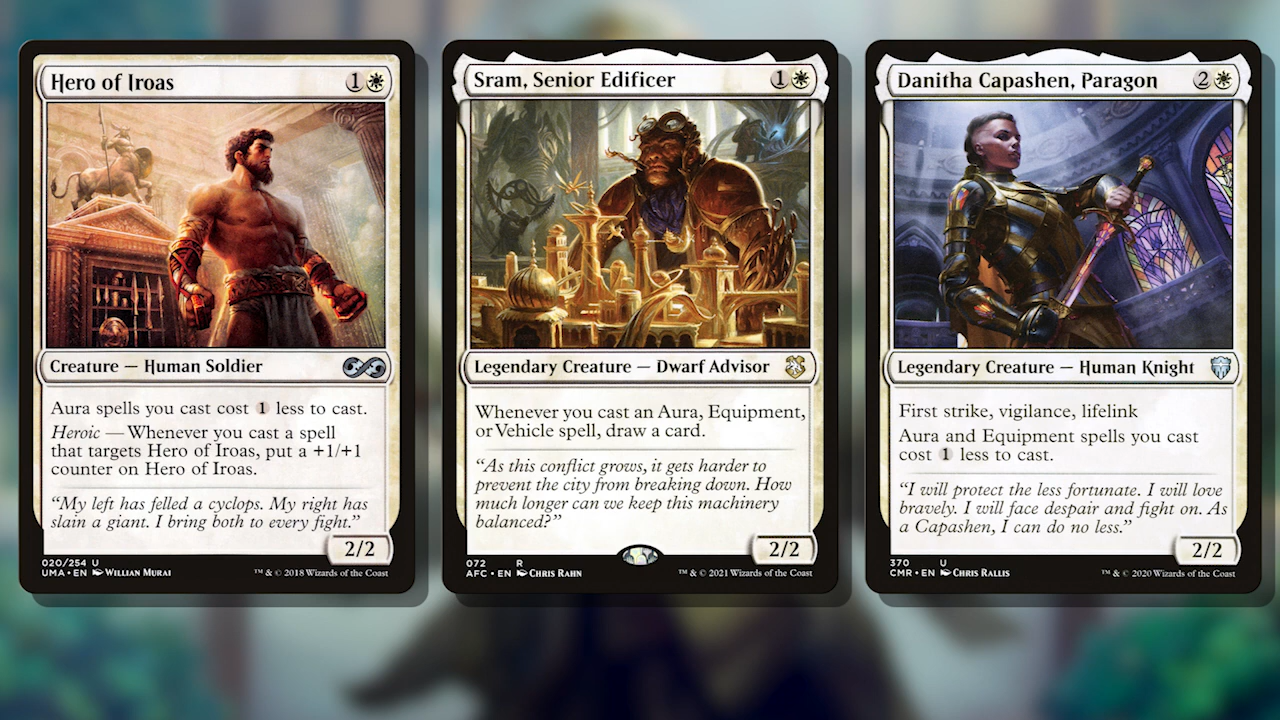 Hero of Iroas 1
Creature — Human Soldier
Aura spells you cast cost 1 less to cast.
Heroic — Whenever you cast a spell
that targets Hero of Iroas, put a +1/+1
counter on Hero of Iroas.
“My left has felled a cyclops. My right has
slain a giant. I bring both to every fight.”
2/2
020/254 U
UMA • EN Willian Murai
™ & © 2018 Wizards of the Coast
Sram, Senior Edificer 1
Legendary Creature — Dwarf Advisor
Whenever you cast an Aura, Equipment,
or Vehicle spell, draw a card.
“As this conflict grows, it gets harder to
prevent the city from breaking down. How
much longer can we keep this machinery
balanced?”
2/2
072 R
AFC • EN Chris Rahn
™ & © 2021 Wizards of the Coast
Danitha Capashen, Paragon 2
Legendary Creature — Human Knight
First strike, vigilance, lifelink
Aura and Equipment spells you cast
cost 1 less to cast.
“I will protect the less fortunate. I will love
bravely. I will face despair and fight on. As
a Capashen, I can do no less.”
2/2
370 U
CMR • EN Chris Rallis
™ & © 2020 Wizards of the Coast